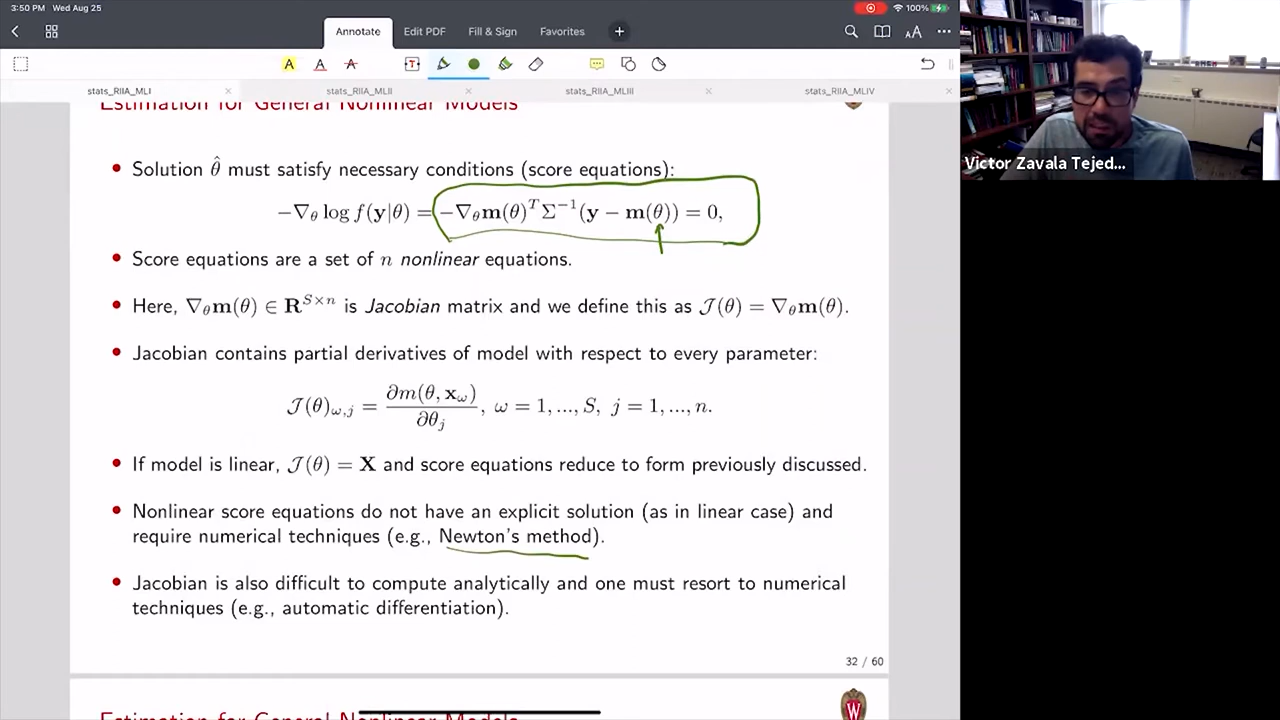 3:50 PM Wed Aug 25
100%
Annotate Edit PDF Fill & Sign Favorites
stats_RIIA_MLI stats_RIIA_MLII stats_RIIA_MLIII stats_RIIA_MLIV
Estimation for General Nonlinear Models
• Solution θ̂ must satisfy necessary conditions (score equations):
−∇θ log f(y|θ) = −∇θm(θ)ᵀ Σ⁻¹(y − m(θ)) = 0,
• Score equations are a set of n nonlinear equations.
• Here, ∇θm(θ) ∈ R^{S×n} is Jacobian matrix and we define this as 𝒥(θ) = ∇θm(θ).
• Jacobian contains partial derivatives of model with respect to every parameter:
𝒥(θ)ω,j = ∂m(θ, xω)/∂θj , ω = 1, ..., S, j = 1, ..., n.
• If model is linear, 𝒥(θ) = X and score equations reduce to form previously discussed.
• Nonlinear score equations do not have an explicit solution (as in linear case) and
require numerical techniques (e.g., Newton's method).
• Jacobian is also difficult to compute analytically and one must resort to numerical
techniques (e.g., automatic differentiation).
32 / 60
Estimation for General Nonlinear Models
W
Victor Zavala Tejed...